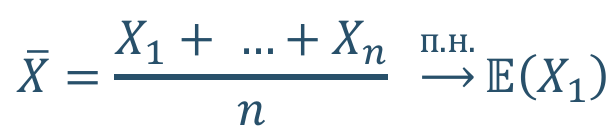 X̄ = (X₁ + ... + Xₙ) / n →^{п.н.} 𝔼(X₁)